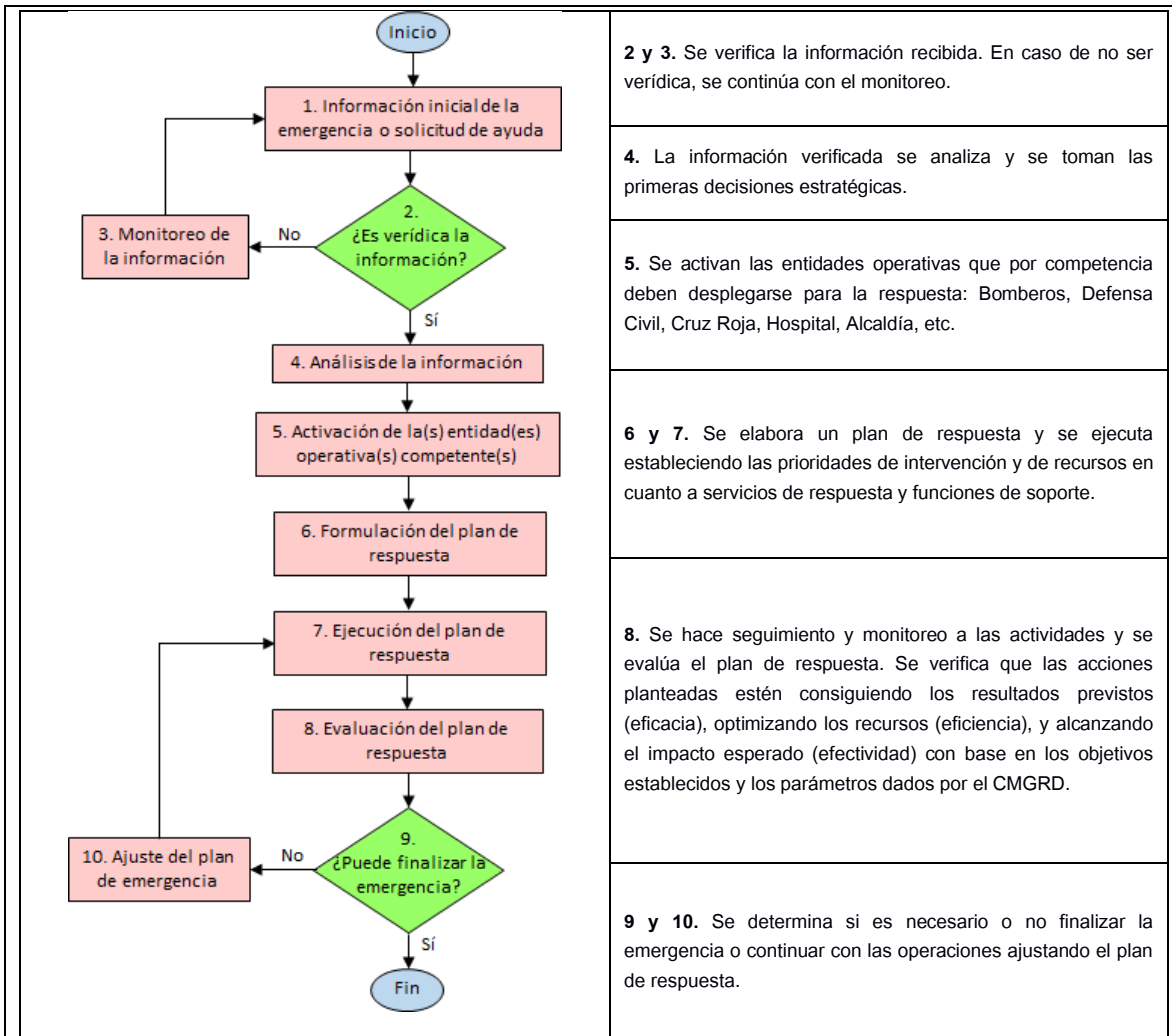 Inicio
1. Información inicial de la
emergencia o solicitud de ayuda
2.
¿Es verídica la
información?
No
3. Monitoreo de
la información
Sí
4. Análisis de la información
5. Activación de la(s) entidad(es)
operativa(s) competente(s)
6. Formulación del plan de
respuesta
7. Ejecución del plan de
respuesta
8. Evaluación del plan de
respuesta
9.
¿Puede finalizar la
emergencia?
No
10. Ajuste del plan
de emergencia
Sí
Fin
2 y 3. Se verifica la información recibida. En caso de no ser
verídica, se continúa con el monitoreo.
4. La información verificada se analiza y se toman las
primeras decisiones estratégicas.
5. Se activan las entidades operativas que por competencia
deben desplegarse para la respuesta: Bomberos, Defensa
Civil, Cruz Roja, Hospital, Alcaldía, etc.
6 y 7. Se elabora un plan de respuesta y se ejecuta
estableciendo las prioridades de intervención y de recursos en
cuanto a servicios de respuesta y funciones de soporte.
8. Se hace seguimiento y monitoreo a las actividades y se
evalúa el plan de respuesta. Se verifica que las acciones
planteadas estén consiguiendo los resultados previstos
(eficacia), optimizando los recursos (eficiencia), y alcanzando
el impacto esperado (efectividad) con base en los objetivos
establecidos y los parámetros dados por el CMGRD.
9 y 10. Se determina si es necesario o no finalizar la
emergencia o continuar con las operaciones ajustando el plan
de respuesta.